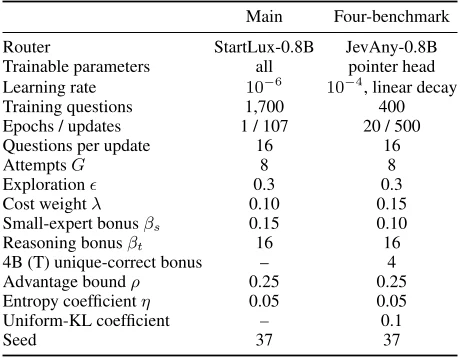 Main Four-benchmark
Router StartLux-0.8B JevAny-0.8B
Trainable parameters all pointer head
Learning rate 10⁻⁶ 10⁻⁴, linear decay
Training questions 1,700 400
Epochs / updates 1 / 107 20 / 500
Questions per update 16 16
Attempts G 8 8
Exploration ϵ 0.3 0.3
Cost weight λ 0.10 0.15
Small-expert bonus βₛ 0.15 0.10
Reasoning bonus βₜ 16 16
4B (T) unique-correct bonus – 4
Advantage bound ρ 0.25 0.25
Entropy coefficient η 0.05 0.05
Uniform-KL coefficient – 0.1
Seed 37 37